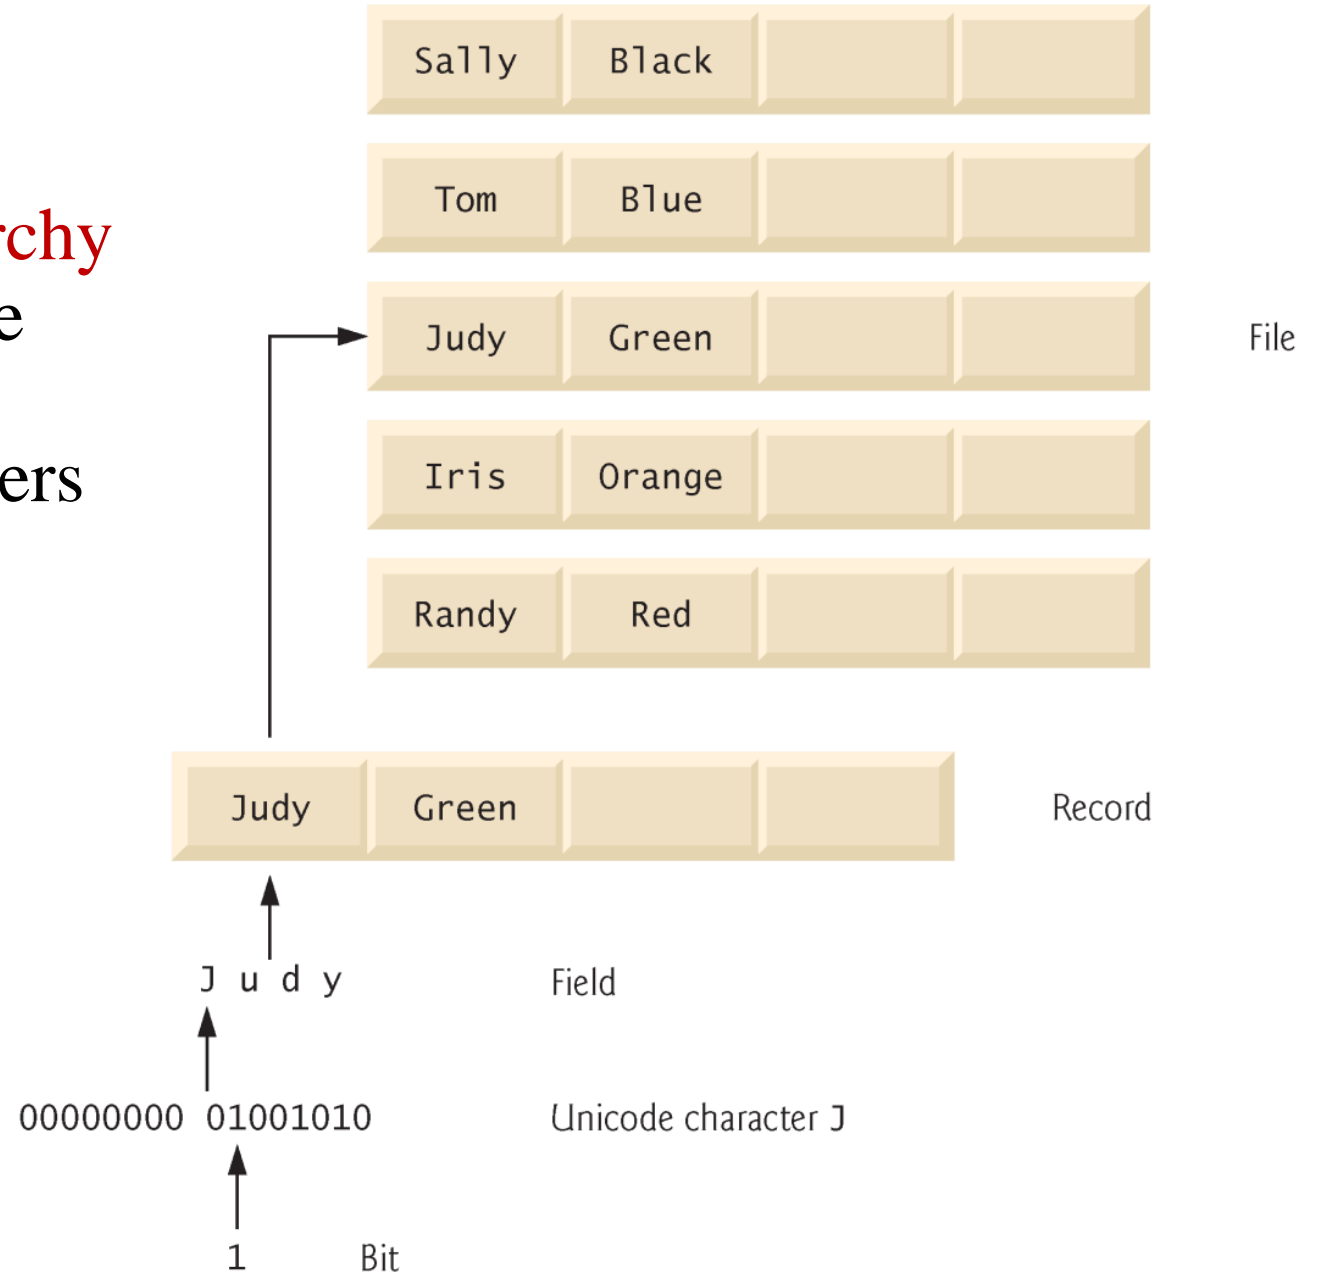 Sally Black
Tom Blue
rchy
e
Judy Green File
Iris Orange
ers
Randy Red
Judy Green Record
J u d y Field
00000000 01001010 Unicode character J
1 Bit